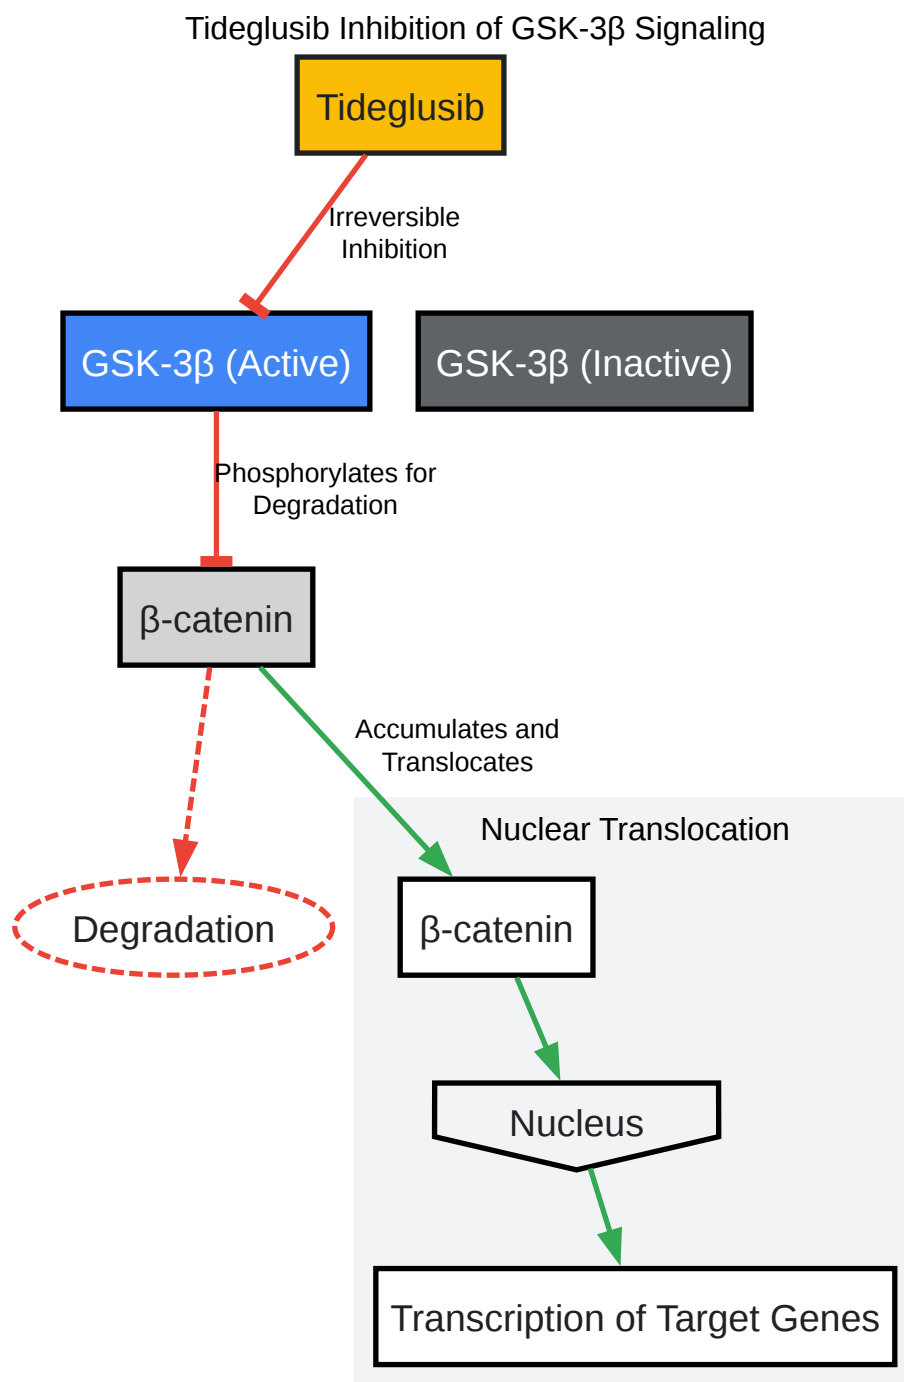 Tideglusib Inhibition of GSK-3β Signaling
Tideglusib
Irreversible
Inhibition
GSK-3β (Active)
GSK-3β (Inactive)
Phosphorylates for
Degradation
β-catenin
Accumulates and
Translocates
Nuclear Translocation
Degradation
β-catenin
Nucleus
Transcription of Target Genes